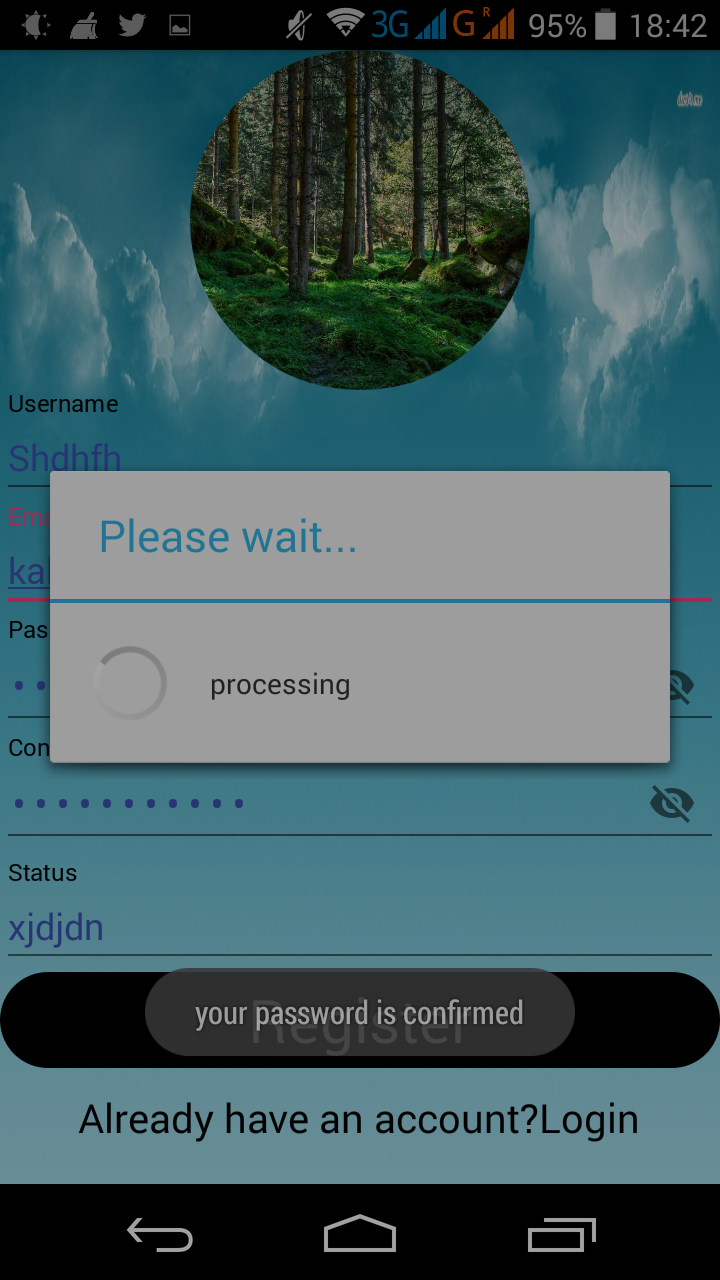 3G G R 95% 18:42
Username
Shdhfh
Ema
Please wait...
ka
Pas
processing
Con
Status
xjdjdn
Register
your password is confirmed
Already have an account?Login